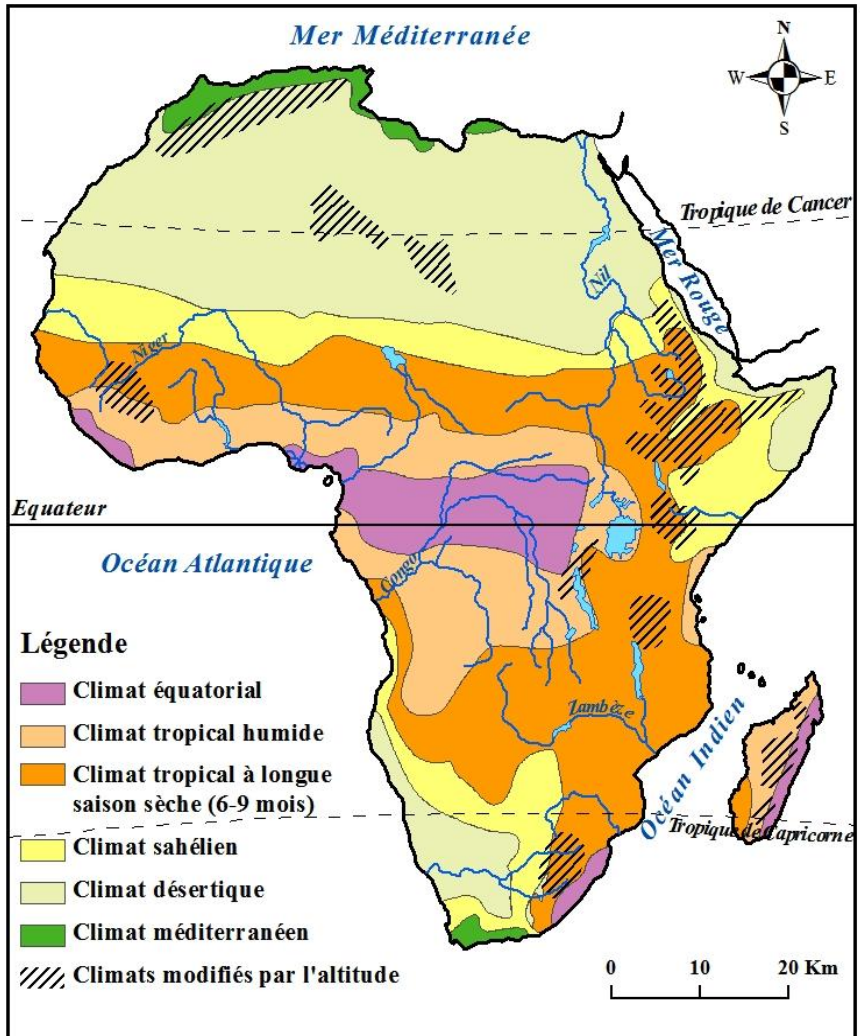 Mer Méditerranée
N
W
E
S
Tropique de Cancer
Mer Rouge
Nil
Niger
Equateur
Océan Atlantique
Congo
Zambèze
Océan Indien
Tropique de Capricorne
Légende
Climat équatorial
Climat tropical humide
Climat tropical à longue
saison sèche (6-9 mois)
Climat sahélien
Climat désertique
Climat méditerranéen
Climats modifiés par l'altitude
0 10 20 Km